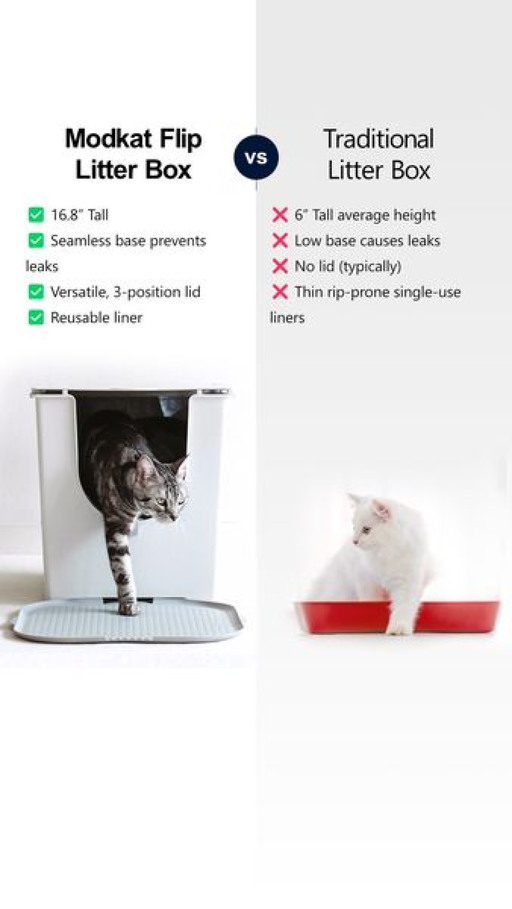 Modkat Flip
Litter Box
vs
Traditional
Litter Box
✅ 16.8” Tall
✅ Seamless base prevents
leaks
✅ Versatile, 3-position lid
✅ Reusable liner
❌ 6” Tall average height
❌ Low base causes leaks
❌ No lid (typically)
❌ Thin rip-prone single-use
liners